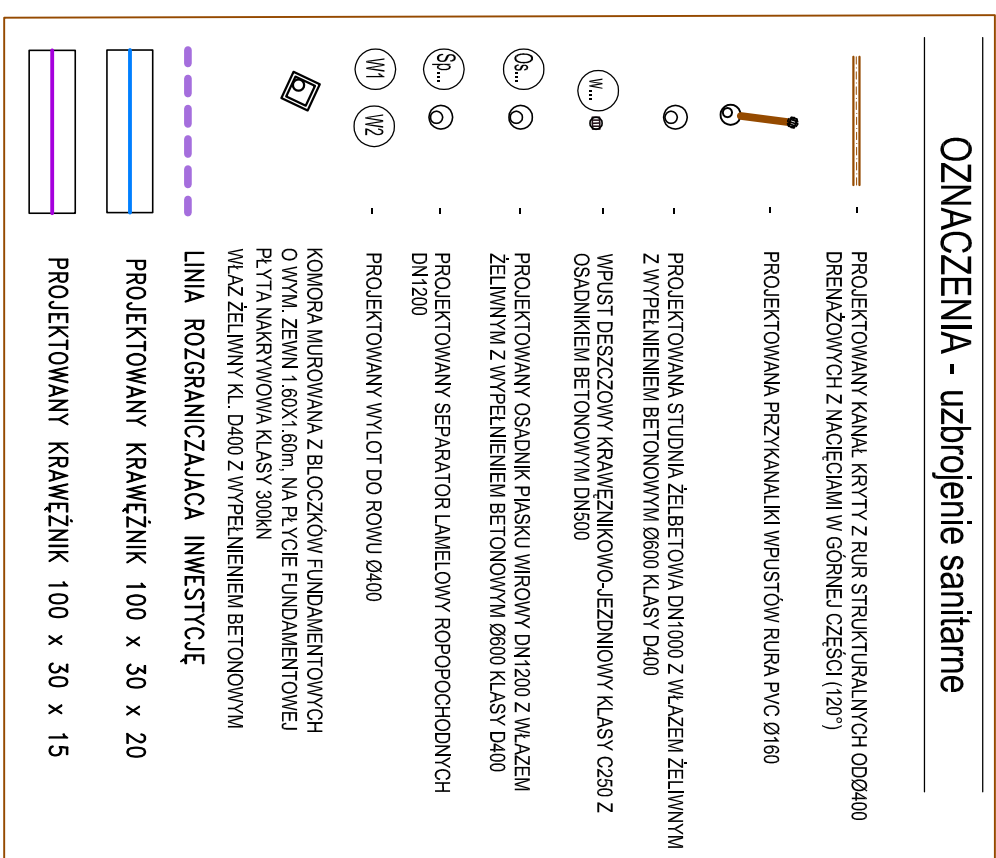 OZNACZENIA - uzbrojenie sanitarne
- PROJEKTOWANY KANAŁ KRYTY Z RUR STRUKTURALNYCH ODØ400
DRENAŻOWYCH Z NACIĘCIAMI W GÓRNEJ CZĘŚCI (120°)
- PROJEKTOWANA PRZYKANALIKI WPUSTÓW RURA PVC Ø160
- PROJEKTOWANA STUDNIA ŻELBETOWA DN1000 Z WŁAZEM ŻELIWNYM
Z WYPEŁNIENIEM BETONOWYM Ø600 KLASY D400
W... - WPUST DESZCZOWY KRAWĘZNIKOWO-JEZDNIOWY KLASY C250 Z
OSADNIKIEM BETONOWYM DN500
Os... - PROJEKTOWANY OSADNIK PIASKU WIROWY DN1200 Z WŁAZEM
ŻELIWNYM Z WYPEŁNIENIEM BETONOWYM Ø600 KLASY D400
Sp... - PROJEKTOWANY SEPARATOR LAMELOWY ROPOPOCHODNYCH
DN1200
W1 W2 - PROJEKTOWANY WYLOT DO ROWU Ø400
KOMORA MUROWANA Z BLOCZKÓW FUNDAMENTOWYCH
O WYM. ZEWN 1.60X1.60m, NA PŁYCIE FUNDAMENTOWEJ
PŁYTA NAKRYWOWA KLASY 300kN
WŁAZ ŻELIWNY KL. D400 Z WYPEŁNIENIEM BETONOWYM
LINIA ROZGRANICZAJACA INWESTYCJĘ
PROJEKTOWANY KRAWĘŻNIK 100 x 30 x 20
PROJEKTOWANY KRAWĘŻNIK 100 x 30 x 15